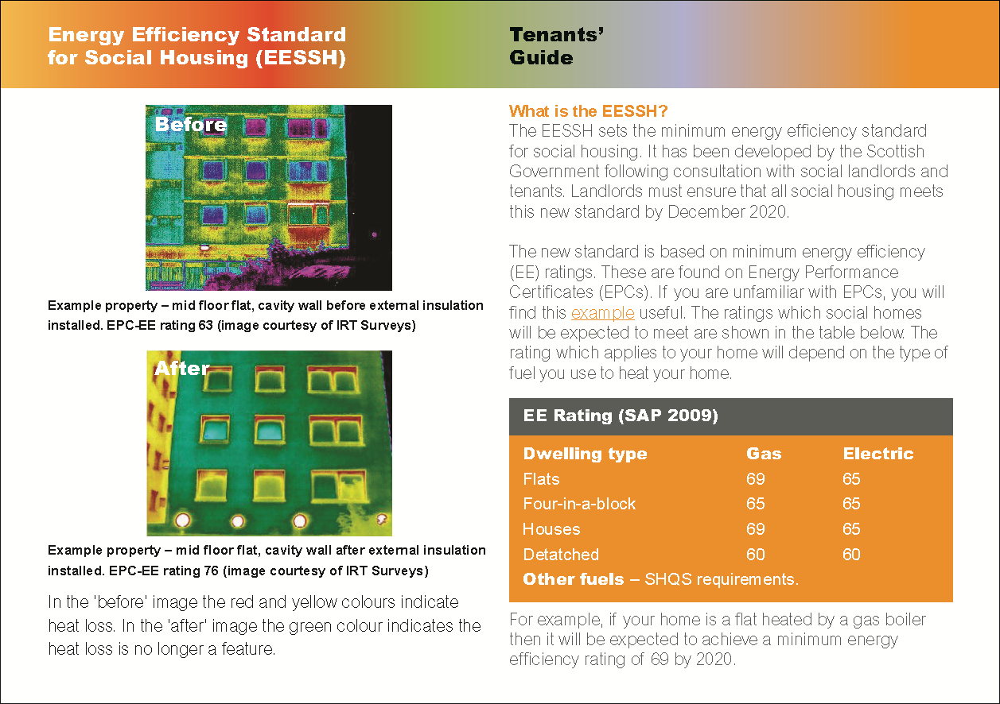 Energy Efficiency Standard
for Social Housing (EESSH)
Tenants’
Guide
Before
Example property – mid floor flat, cavity wall before external insulation
installed. EPC-EE rating 63 (image courtesy of IRT Surveys)
After
Example property – mid floor flat, cavity wall after external insulation
installed. EPC-EE rating 76 (image courtesy of IRT Surveys)
In the 'before' image the red and yellow colours indicate
heat loss. In the 'after' image the green colour indicates the
heat loss is no longer a feature.
What is the EESSH?
The EESSH sets the minimum energy efficiency standard
for social housing. It has been developed by the Scottish
Government following consultation with social landlords and
tenants. Landlords must ensure that all social housing meets
this new standard by December 2020.
The new standard is based on minimum energy efficiency
(EE) ratings. These are found on Energy Performance
Certificates (EPCs). If you are unfamiliar with EPCs, you will
find this example useful. The ratings which social homes
will be expected to meet are shown in the table below. The
rating which applies to your home will depend on the type of
fuel you use to heat your home.
EE Rating (SAP 2009)
Dwelling type Gas Electric
Flats 69 65
Four-in-a-block 65 65
Houses 69 65
Detatched 60 60
Other fuels – SHQS requirements.
For example, if your home is a flat heated by a gas boiler
then it will be expected to achieve a minimum energy
efficiency rating of 69 by 2020.